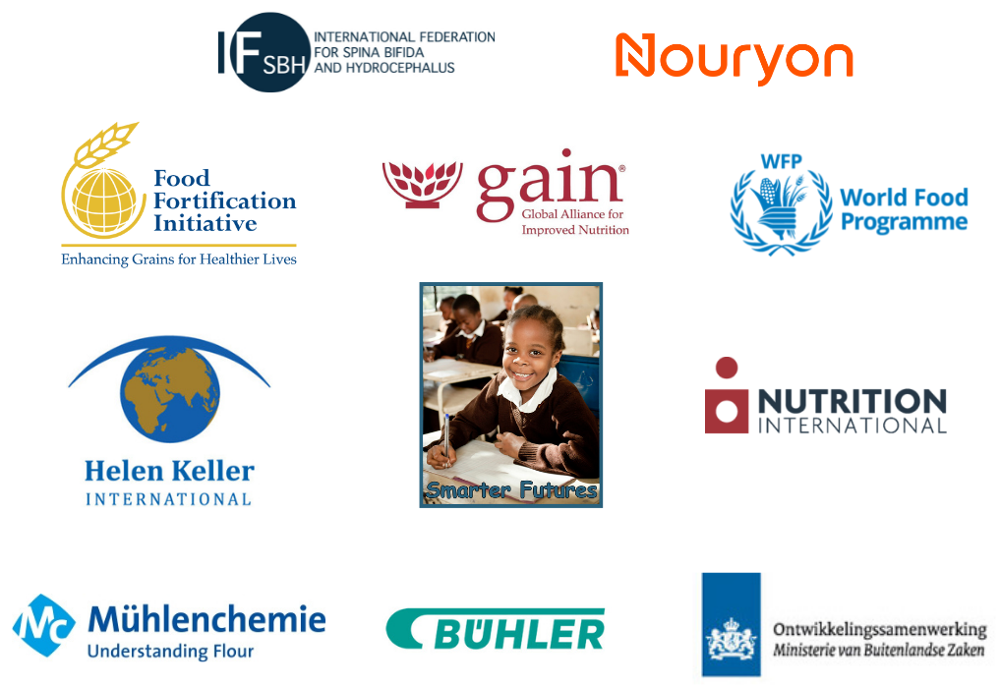 IF SBH
INTERNATIONAL FEDERATION
FOR SPINA BIFIDA
AND HYDROCEPHALUS
Nouryon
Food
Fortification
Initiative
Enhancing Grains for Healthier Lives
gain®
Global Alliance for
Improved Nutrition
WFP
World Food
Programme
Helen Keller
INTERNATIONAL
Smarter Futures
NUTRITION
INTERNATIONAL
Mc
Mühlenchemie
Understanding Flour
BÜHLER
Ontwikkelingssamenwerking
Ministerie van Buitenlandse Zaken